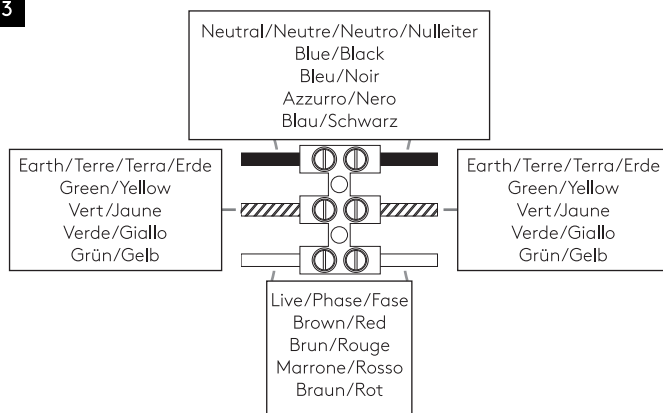 3
Neutral/Neutre/Neutro/Nulleiter
Blue/Black
Bleu/Noir
Azzurro/Nero
Blau/Schwarz
Earth/Terre/Terra/Erde
Green/Yellow
Vert/Jaune
Verde/Giallo
Grün/Gelb
Earth/Terre/Terra/Erde
Green/Yellow
Vert/Jaune
Verde/Giallo
Grün/Gelb
Live/Phase/Fase
Brown/Red
Brun/Rouge
Marrone/Rosso
Braun/Rot